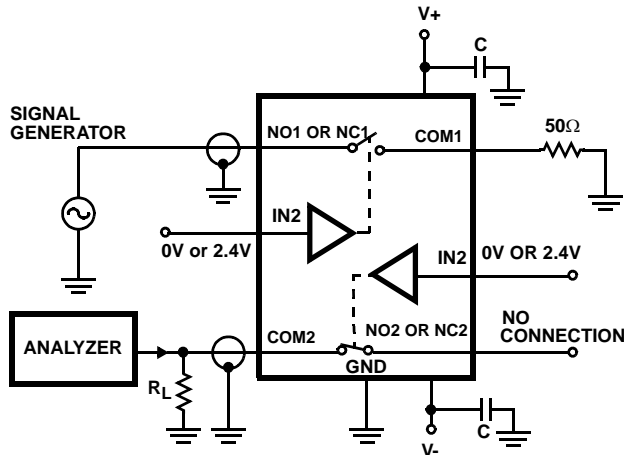 V+
C
SIGNAL
GENERATOR
NO1 OR NC1
COM1
50Ω
IN2
0V or 2.4V
IN2
0V OR 2.4V
NO
CONNECTION
ANALYZER
COM2
NO2 OR NC2
RL
GND
C
V-